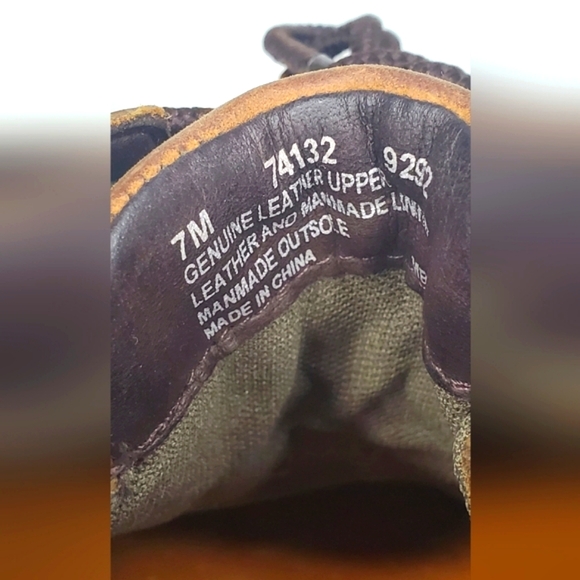 7M 74132 9292
GENUINE LEATHER UPPER
LEATHER AND MANMADE LINING
MANMADE OUTSOLE
MADE IN CHINA